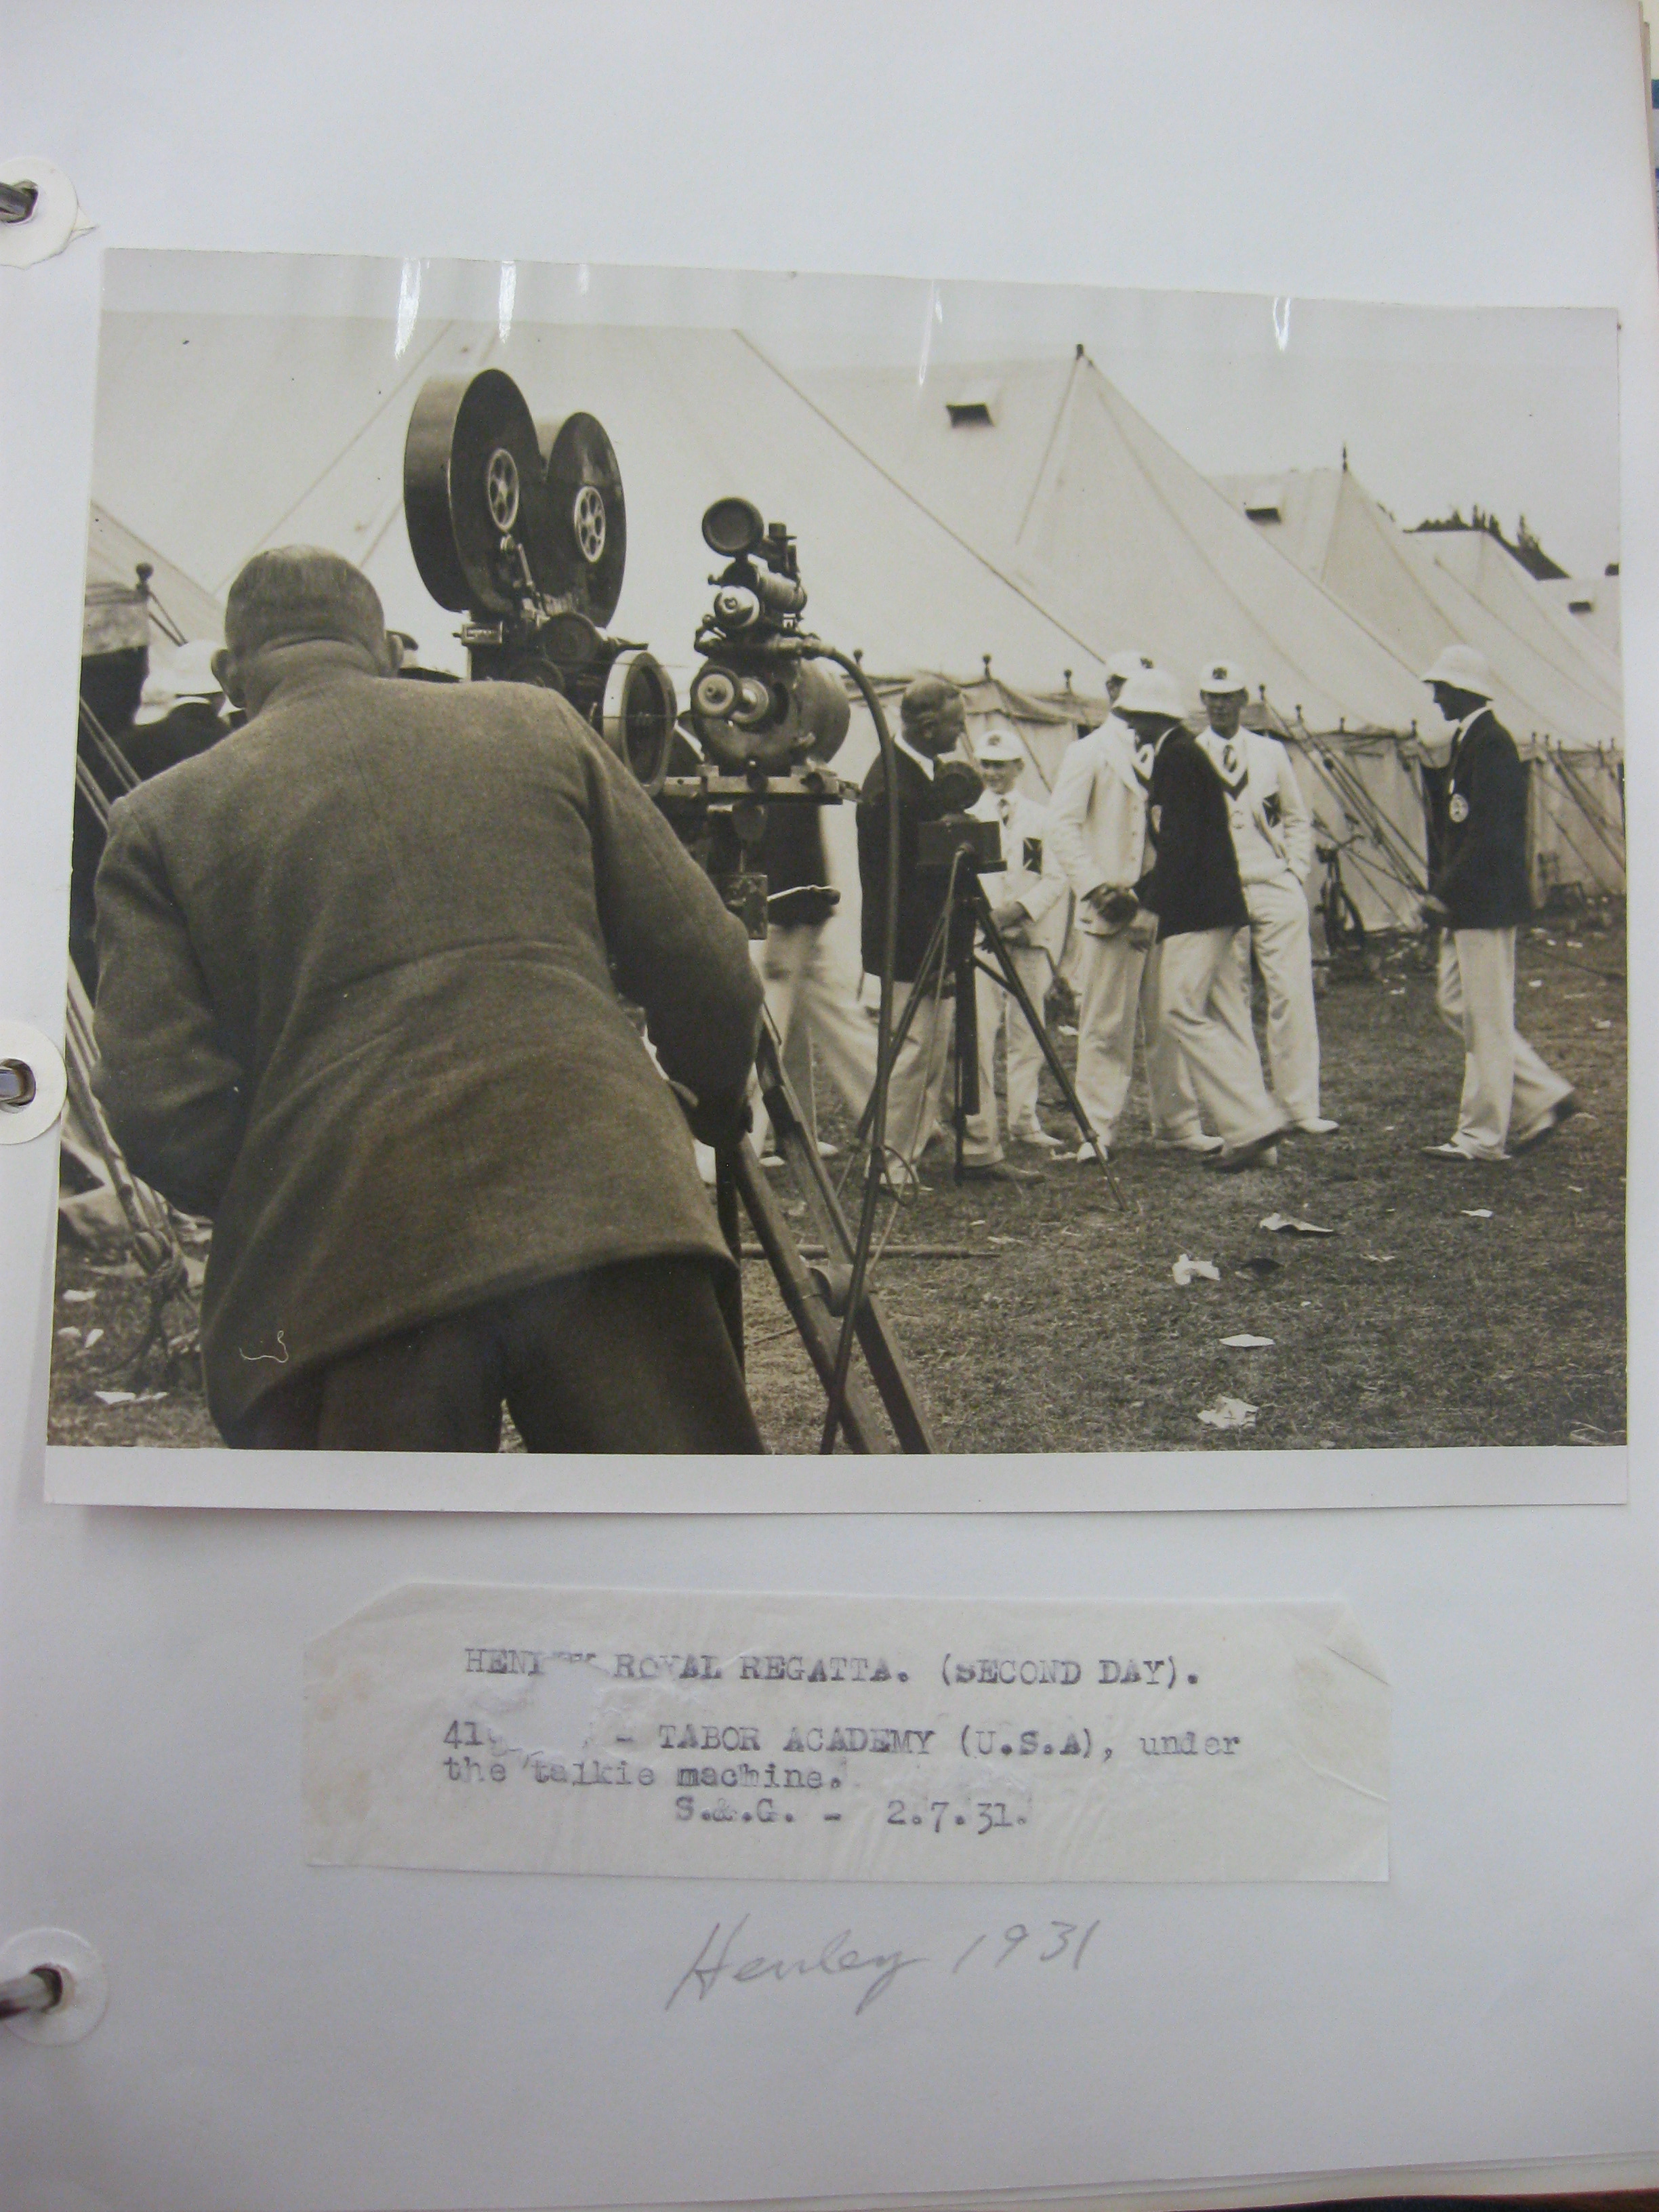 ROYAL REGATTA. (SECOND DAY).
- TABOR ACADEMY (U.S.A), under
the talkie machine.
S.&.G. - 2.7.31.
Henley 1931